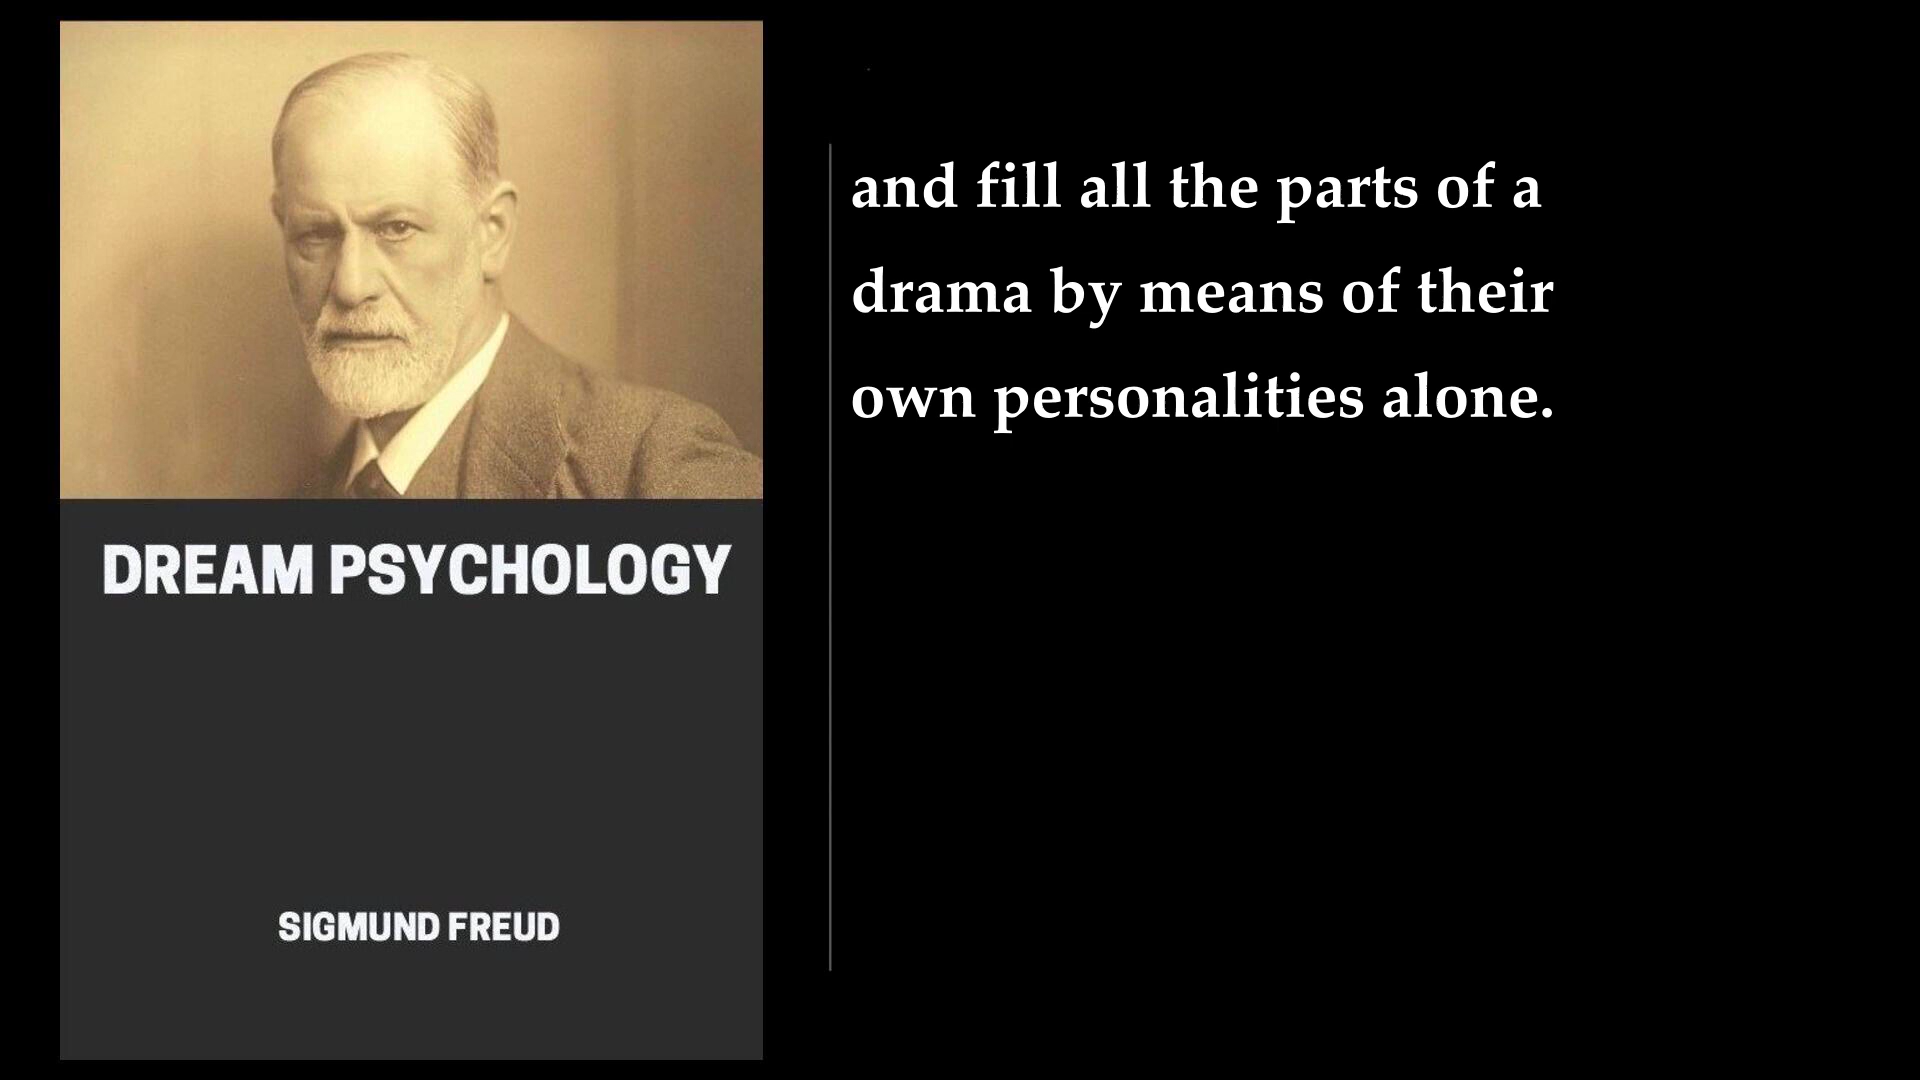 DREAM PSYCHOLOGY
SIGMUND FREUD
and fill all the parts of a
drama by means of their
own personalities alone.